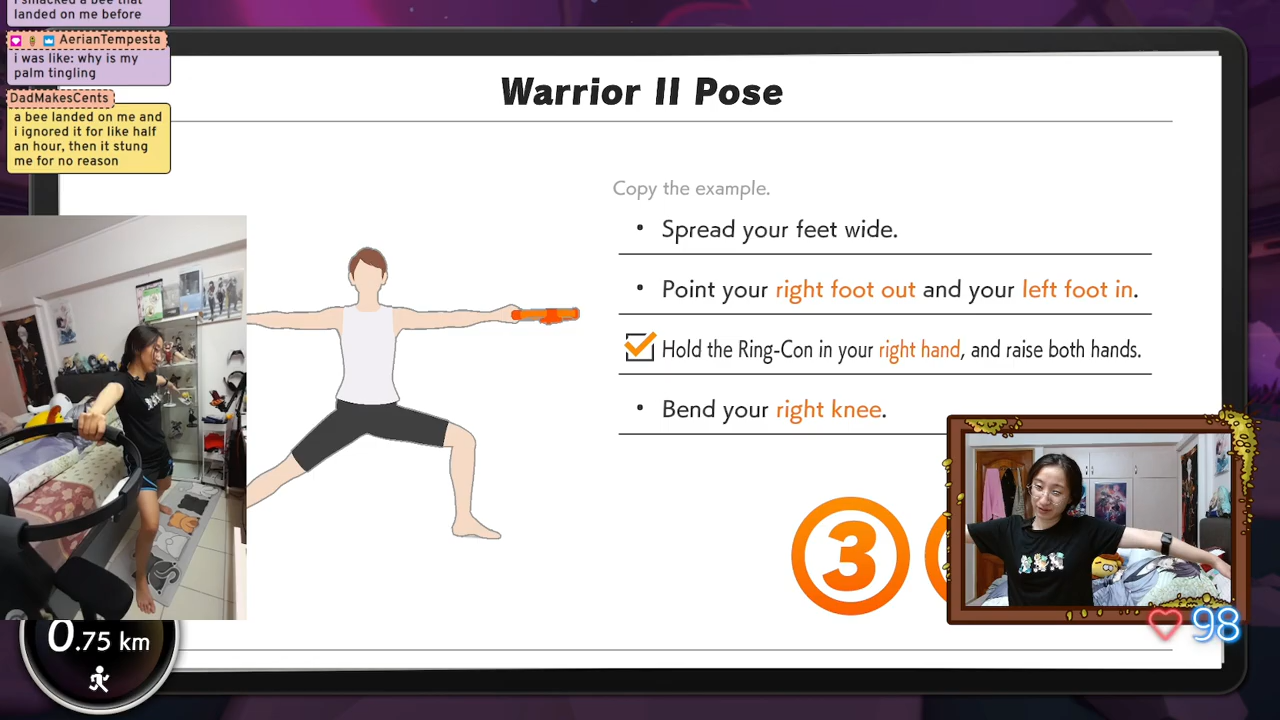 i smacked a bee that
landed on me before
AerianTempesta
i was like: why is my
palm tingling
DadMakesCents
a bee landed on me and
i ignored it for like half
an hour, then it stung
me for no reason
Warrior II Pose
Copy the example.
• Spread your feet wide.
• Point your right foot out and your left foot in.
Hold the Ring-Con in your right hand, and raise both hands.
• Bend your right knee.
3
0.75 km
98